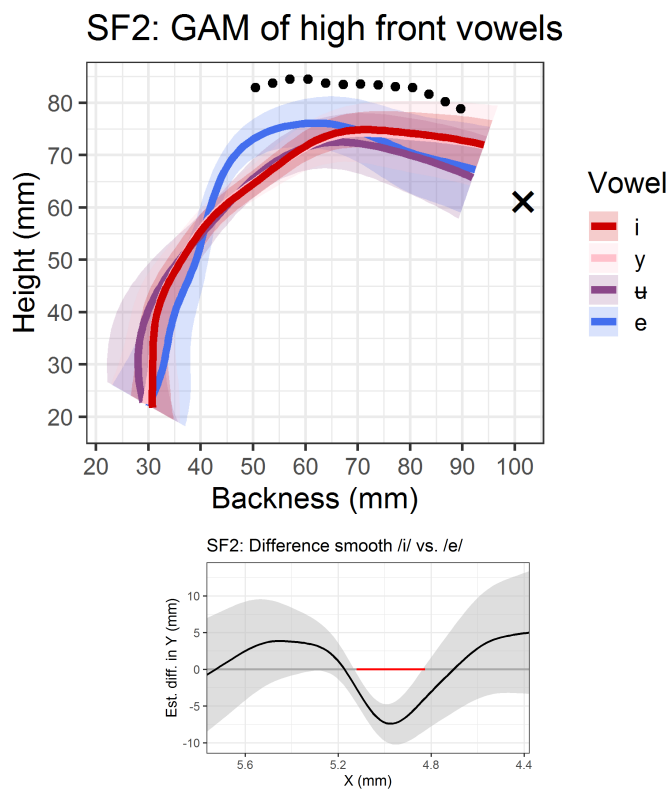 SF2: GAM of high front vowels
80
70
60
50
40
30
20
Height (mm)
20 30 40 50 60 70 80 90 100
Backness (mm)
Vowel
i
y
ʉ
e
SF2: Difference smooth /i/ vs. /e/
10
5
0
-5
-10
Est. diff. in Y (mm)
5.6 5.2 4.8 4.4
X (mm)